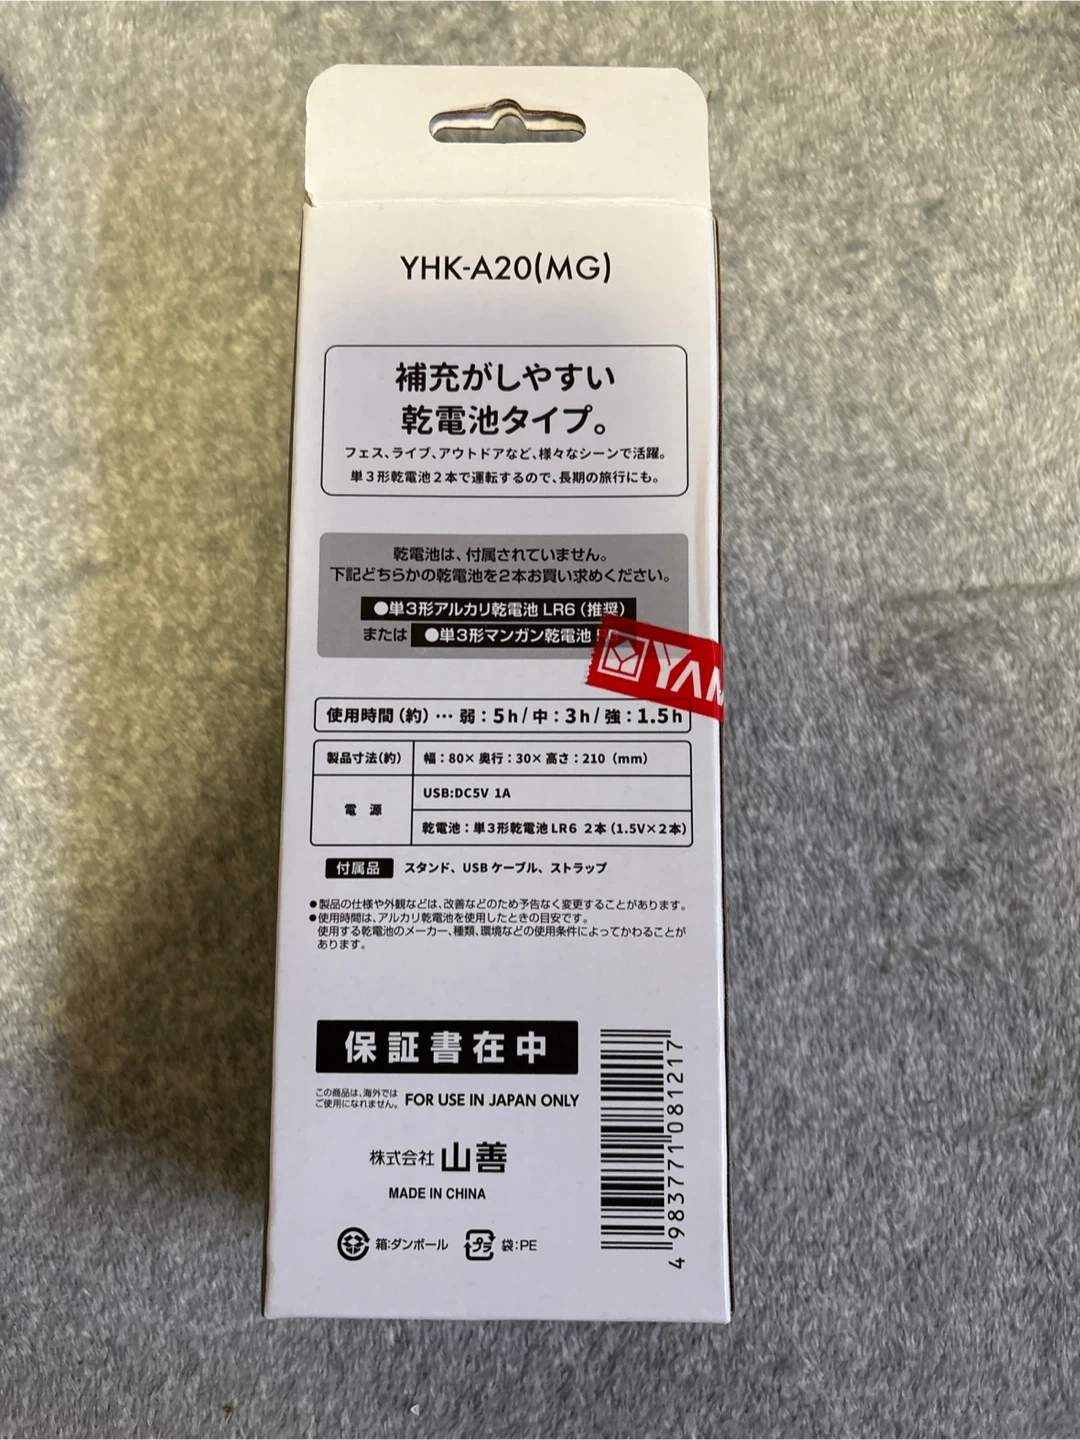 YHK-A20(MG)
補充がしやすい
乾電池タイプ。
フェス、ライブ、アウトドアなど、様々なシーンで活躍。
単3形乾電池2本で運転するので、長期の旅行にも。
乾電池は、付属されていません。
下記どちらかの乾電池を2本お買い求めください。
●単3形アルカリ乾電池 LR6(推奨)
または ●単3形マンガン乾電池
YAM
使用時間(約)… 弱:5h/中:3h/強:1.5h
製品寸法(約) 幅:80×奥行:30×高さ:210(mm)
電源 USB:DC5V 1A
乾電池:単3形乾電池LR6 2本(1.5V×2本)
付属品 スタンド、USBケーブル、ストラップ
●製品の仕様や外観などは、改善などのため予告なく変更することがあります。
●使用時間は、アルカリ乾電池を使用したときの目安です。
使用する乾電池のメーカー、種類、環境などの使用条件によってかわることが
あります。
保証書在中
この商品は、海外では
ご使用になれません。 FOR USE IN JAPAN ONLY
株式会社 山善
MADE IN CHINA
箱:ダンボール プラ 袋:PE
4983771081217